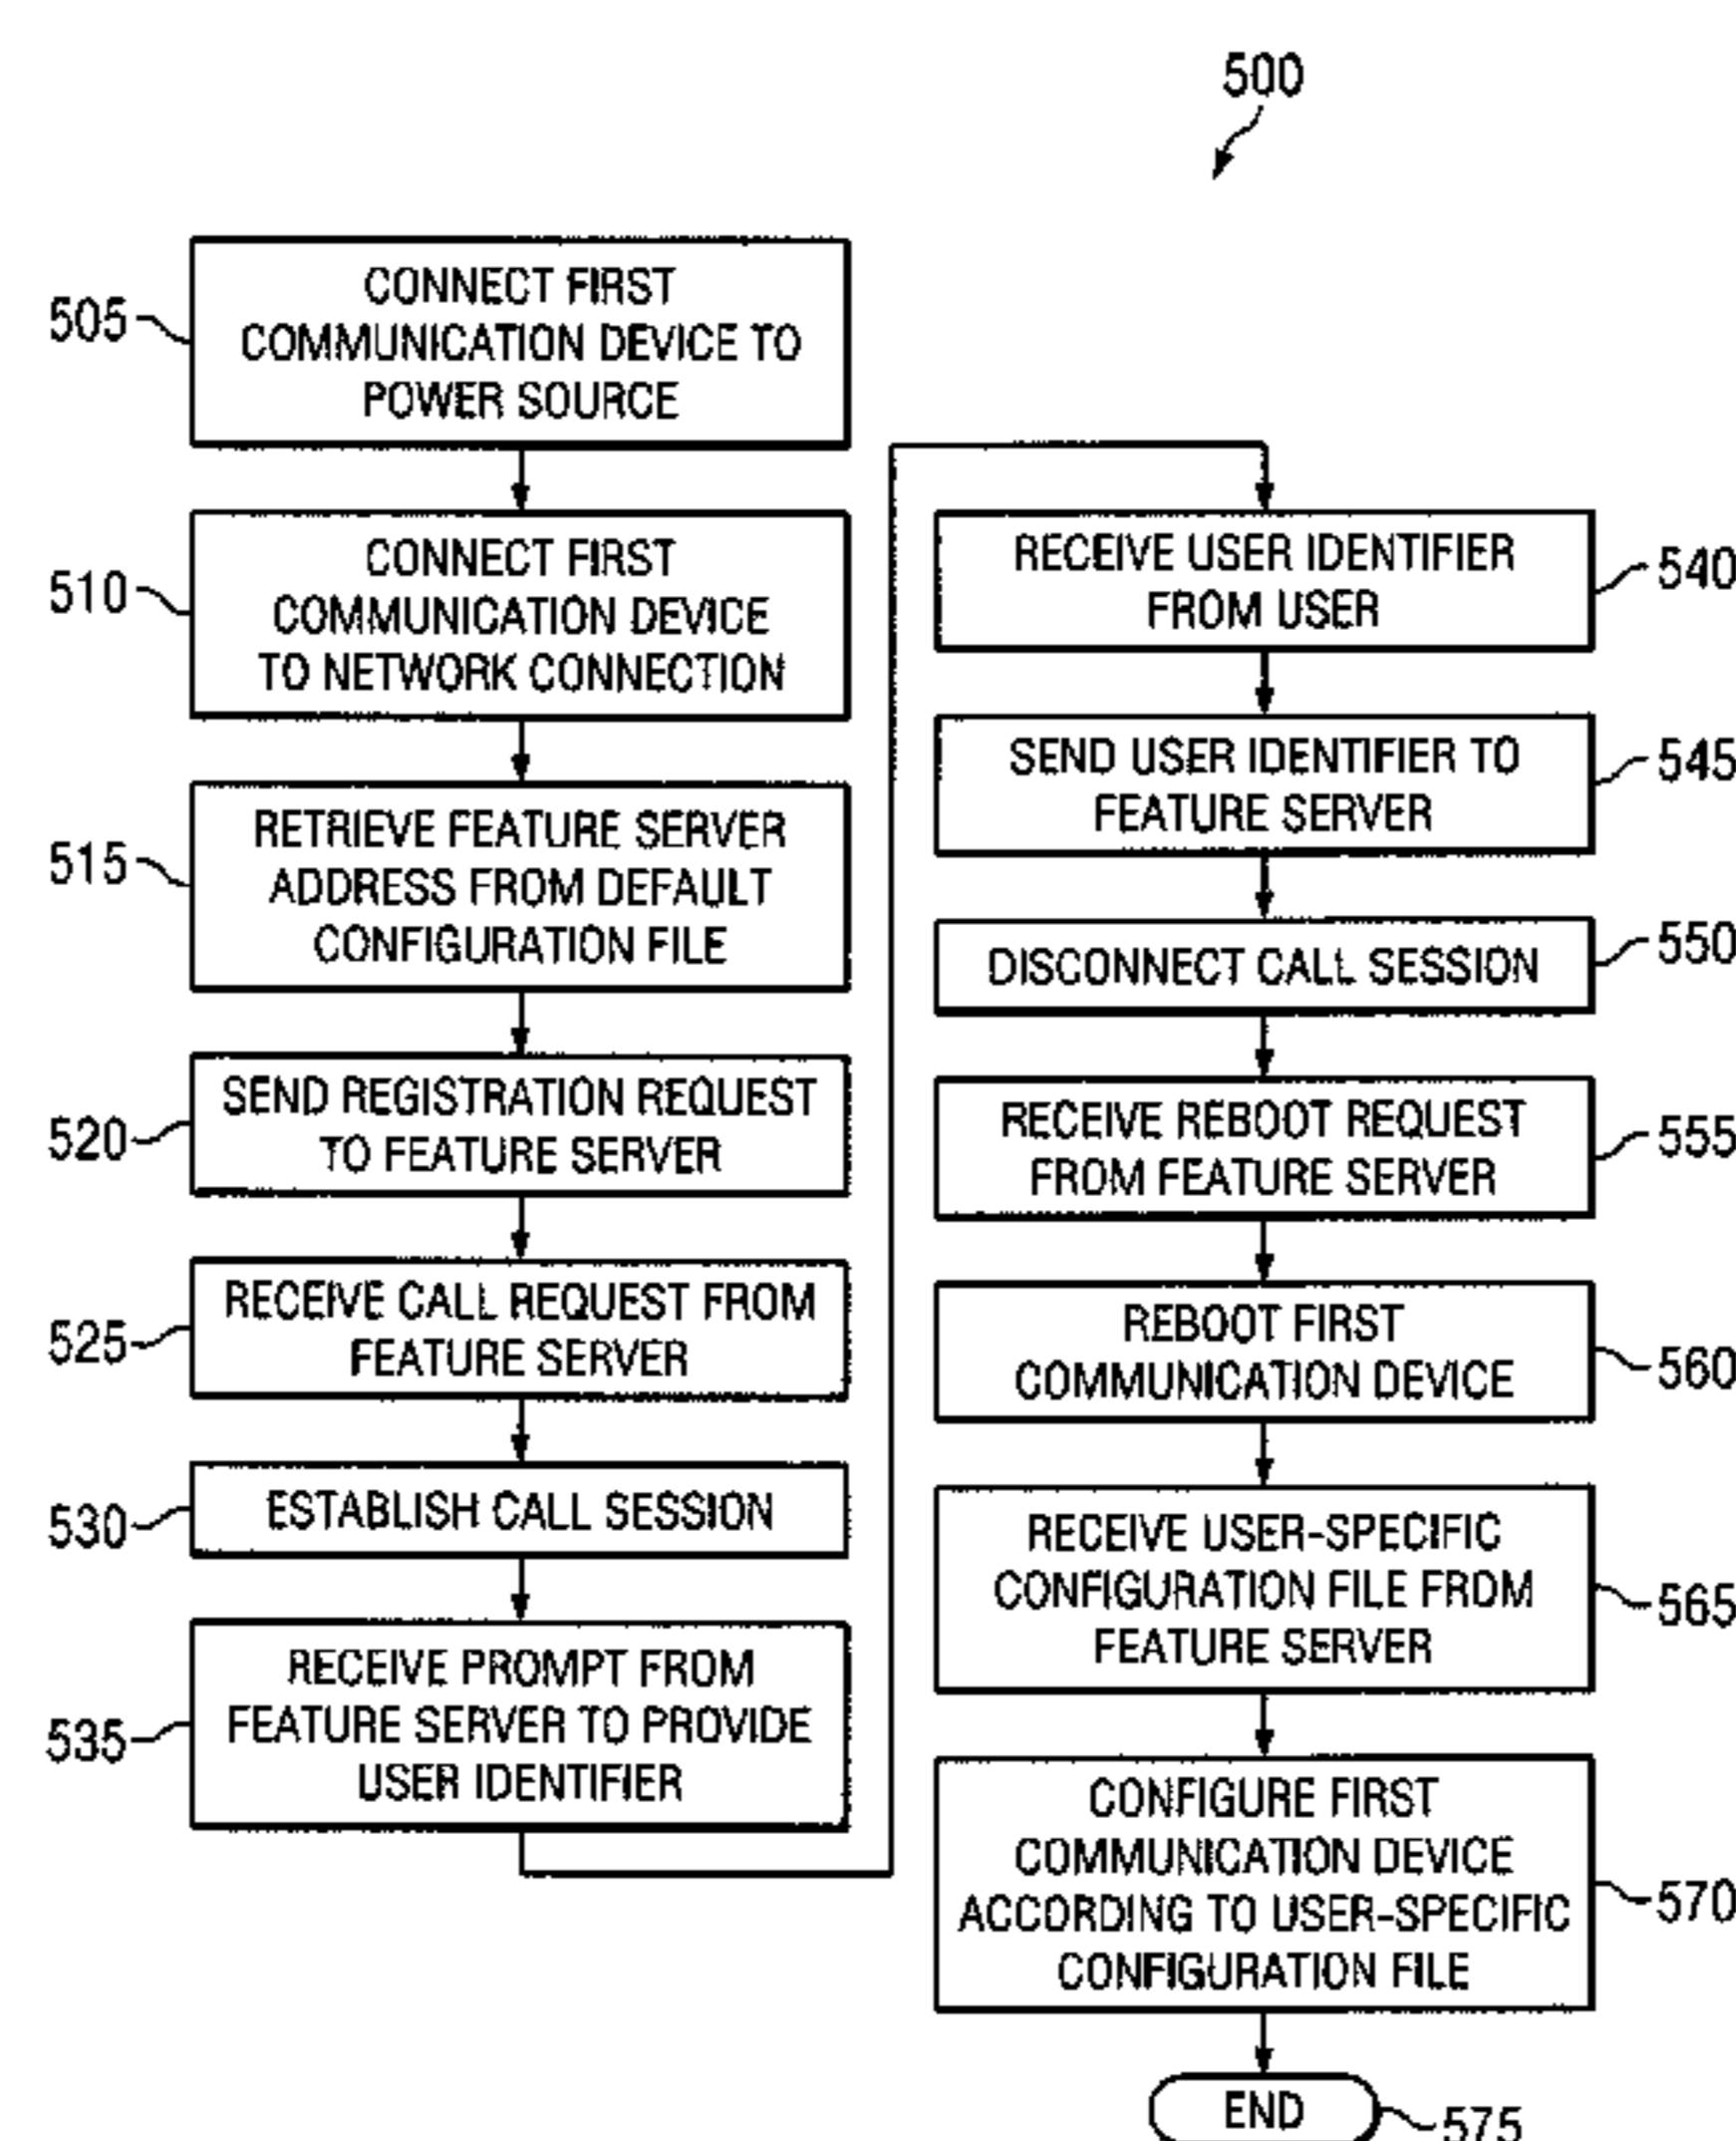 500
505
CONNECT FIRST
COMMUNICATION DEVICE TO
POWER SOURCE
510
CONNECT FIRST
COMMUNICATION DEVICE
TO NETWORK CONNECTION
515
RETRIEVE FEATURE SERVER
ADDRESS FROM DEFAULT
CONFIGURATION FILE
520
SEND REGISTRATION REQUEST
TO FEATURE SERVER
525
RECEIVE CALL REQUEST FROM
FEATURE SERVER
530
ESTABLISH CALL SESSION
535
RECEIVE PROMPT FROM
FEATURE SERVER TO PROVIDE
USER IDENTIFIER
RECEIVE USER IDENTIFIER
FROM USER
540
SEND USER IDENTIFIER TO
FEATURE SERVER
545
DISCONNECT CALL SESSION
550
RECEIVE REBOOT REQUEST
FROM FEATURE SERVER
555
REBOOT FIRST
COMMUNICATION DEVICE
560
RECEIVE USER-SPECIFIC
CONFIGURATION FILE FROM
FEATURE SERVER
565
CONFIGURE FIRST
COMMUNICATION DEVICE
ACCORDING TO USER-SPECIFIC
CONFIGURATION FILE
570
END
575